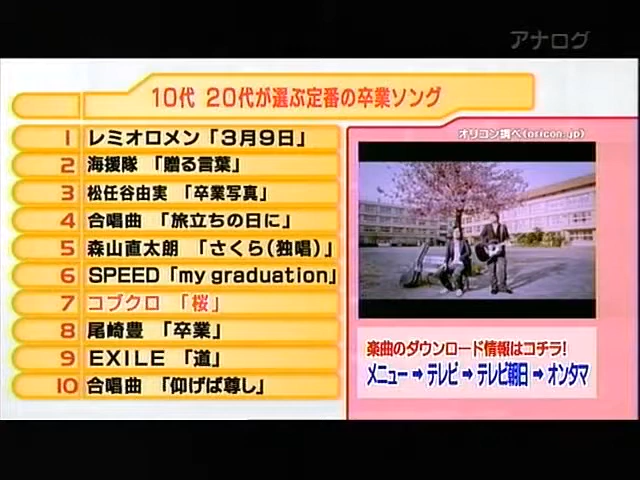 アナログ
10代 20代が選ぶ定番の卒業ソング
オリコン調べ(oricon.jp)
1 レミオロメン「3月9日」
2 海援隊 「贈る言葉」
3 松任谷由実 「卒業写真」
4 合唱曲 「旅立ちの日に」
5 森山直太朗 「さくら(独唱)」
6 SPEED「my graduation」
7 コブクロ 「桜」
8 尾崎豊 「卒業」
9 EXILE 「道」
10 合唱曲 「仰げば尊し」
楽曲のダウンロード情報はコチラ!
メニュー➡テレビ➡テレビ朝日➡オンタマ